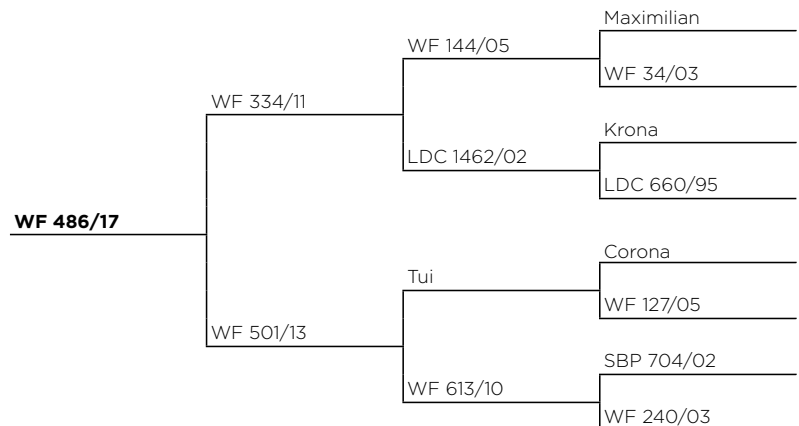 Maximilian
WF 144/05
WF 34/03
WF 334/11
Krona
LDC 1462/02
LDC 660/95
WF 486/17
Corona
Tui
WF 127/05
WF 501/13
SBP 704/02
WF 613/10
WF 240/03